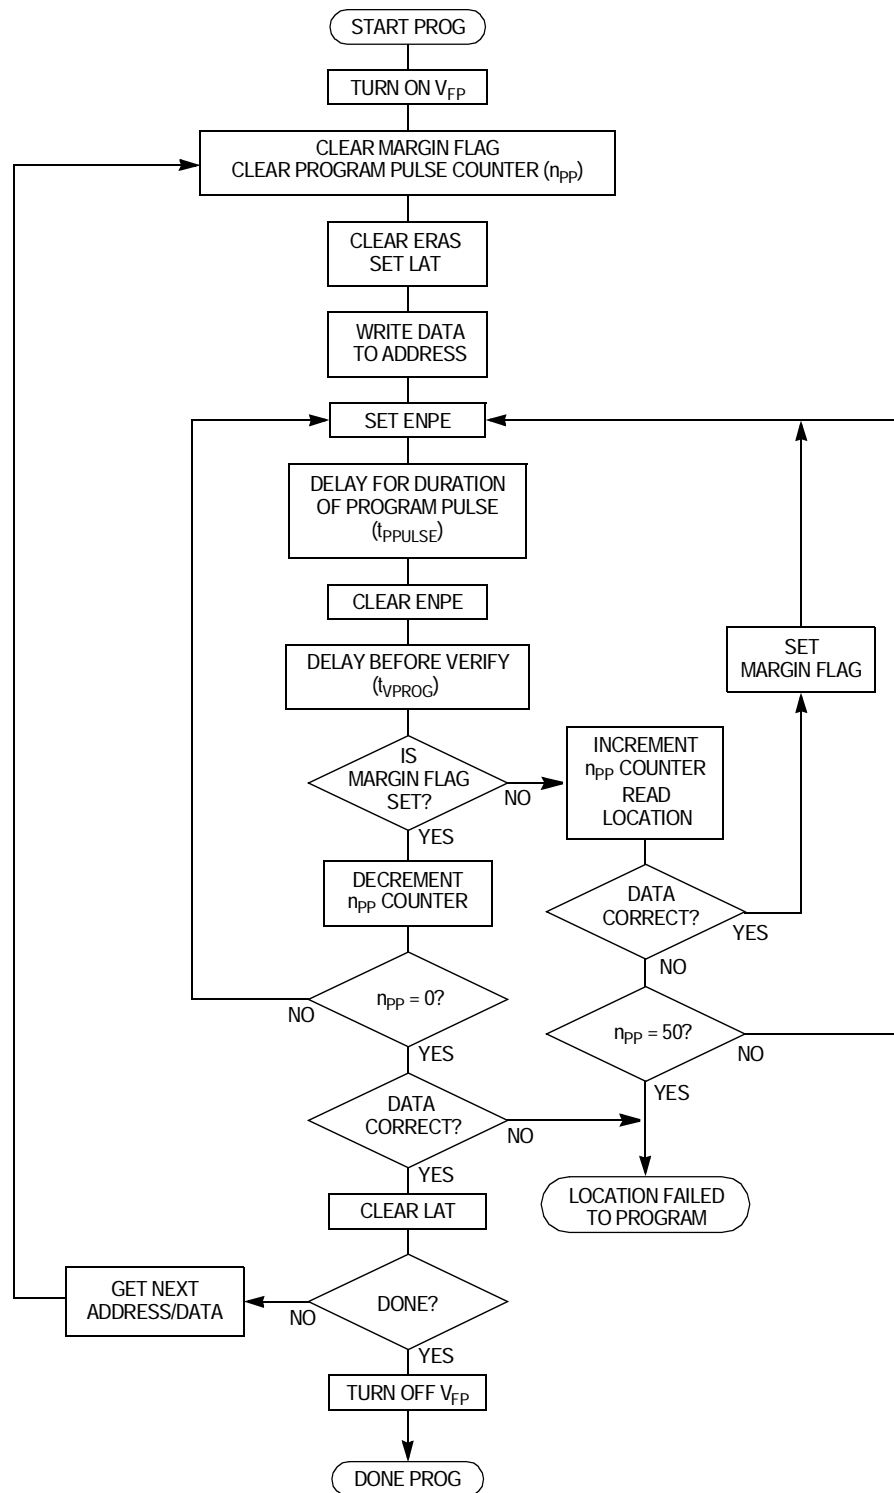 START PROG
TURN ON VFP
CLEAR MARGIN FLAG
CLEAR PROGRAM PULSE COUNTER (nPP)
CLEAR ERAS
SET LAT
WRITE DATA
TO ADDRESS
SET ENPE
DELAY FOR DURATION
OF PROGRAM PULSE
(tPPULSE)
CLEAR ENPE
DELAY BEFORE VERIFY
(tVPROG)
SET
MARGIN FLAG
IS
MARGIN FLAG
SET?
NO
YES
INCREMENT
nPP COUNTER
READ
LOCATION
DECREMENT
nPP COUNTER
DATA
CORRECT?
YES
NO
nPP = 0?
NO
YES
nPP = 50?
NO
YES
DATA
CORRECT?
NO
YES
LOCATION FAILED
TO PROGRAM
CLEAR LAT
GET NEXT
ADDRESS/DATA
NO
DONE?
YES
TURN OFF VFP
DONE PROG